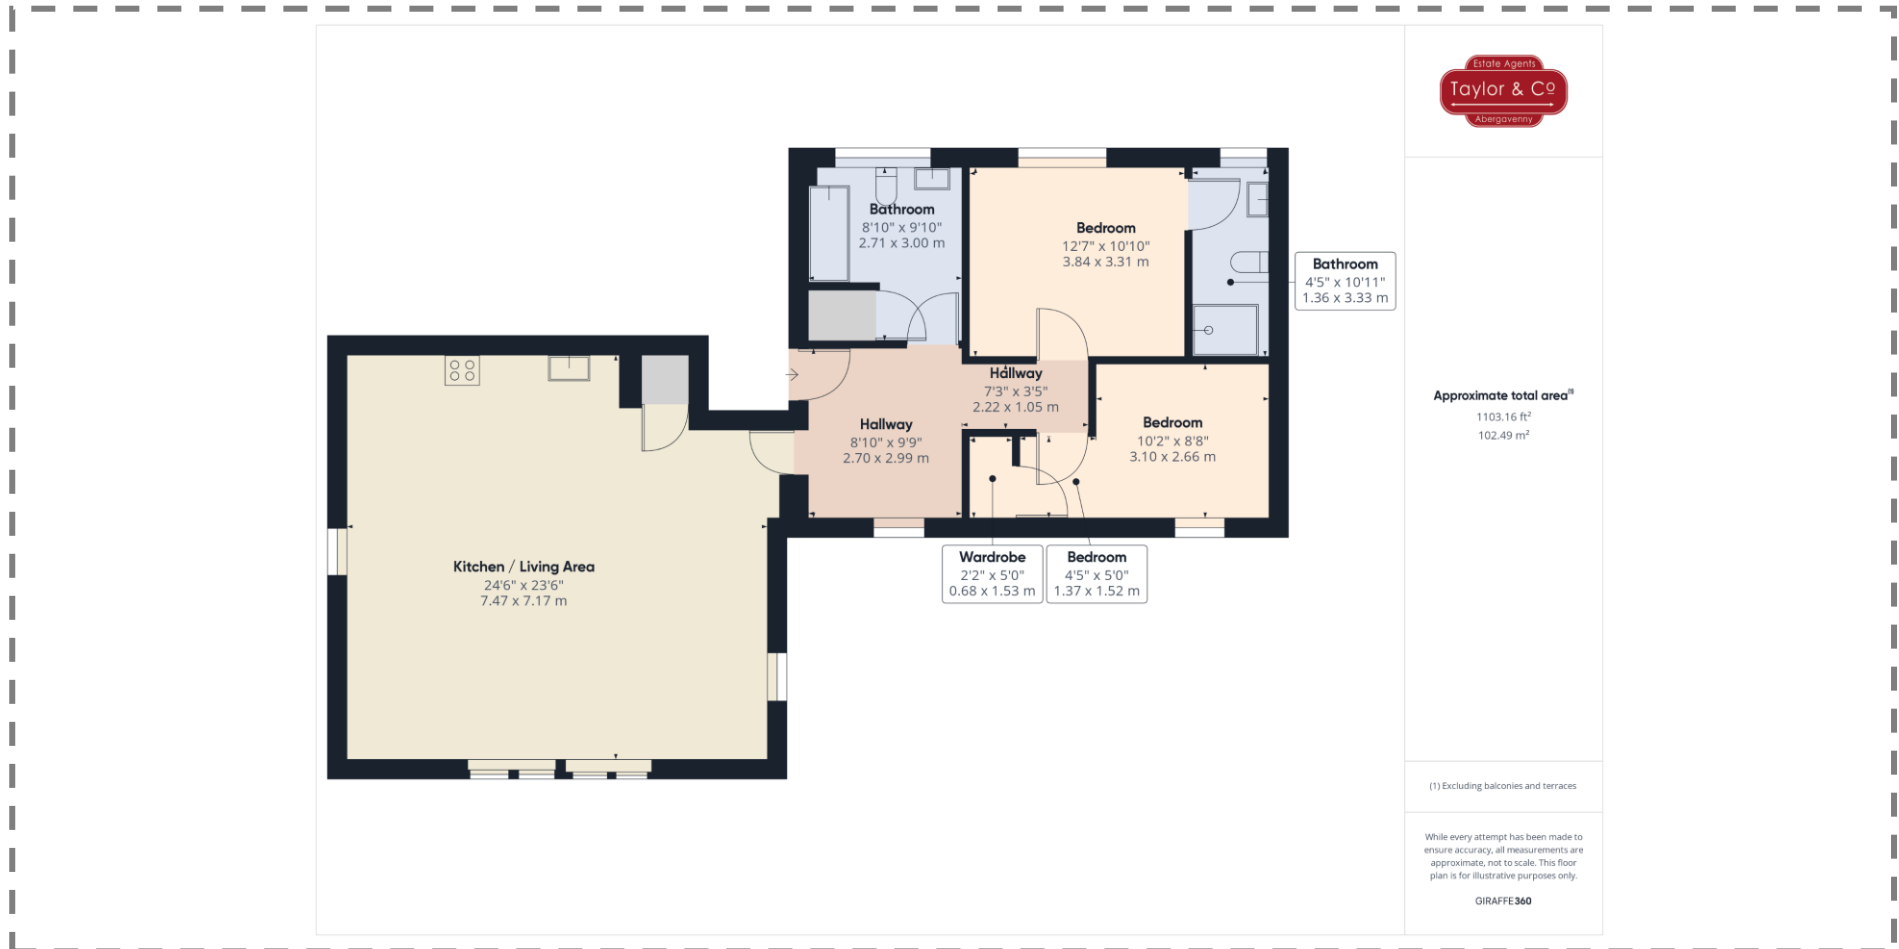 Estate Agents
Taylor & Co
Abergavenny
Bathroom
8'10" x 9'10"
2.71 x 3.00 m
Bedroom
12'7" x 10'10"
3.84 x 3.31 m
Bathroom
4'5" x 10'11"
1.36 x 3.33 m
Hallway
7'3" x 3'5"
2.22 x 1.05 m
Hallway
8'10" x 9'9"
2.70 x 2.99 m
Bedroom
10'2" x 8'8"
3.10 x 2.66 m
Kitchen / Living Area
24'6" x 23'6"
7.47 x 7.17 m
Wardrobe
2'2" x 5'0"
0.68 x 1.53 m
Bedroom
4'5" x 5'0"
1.37 x 1.52 m
Approximate total area(1)
1103.16 ft²
102.49 m²
(1) Excluding balconies and terraces
While every attempt has been made to
ensure accuracy, all measurements are
approximate, not to scale. This floor
plan is for illustrative purposes only.
GIRAFFE360